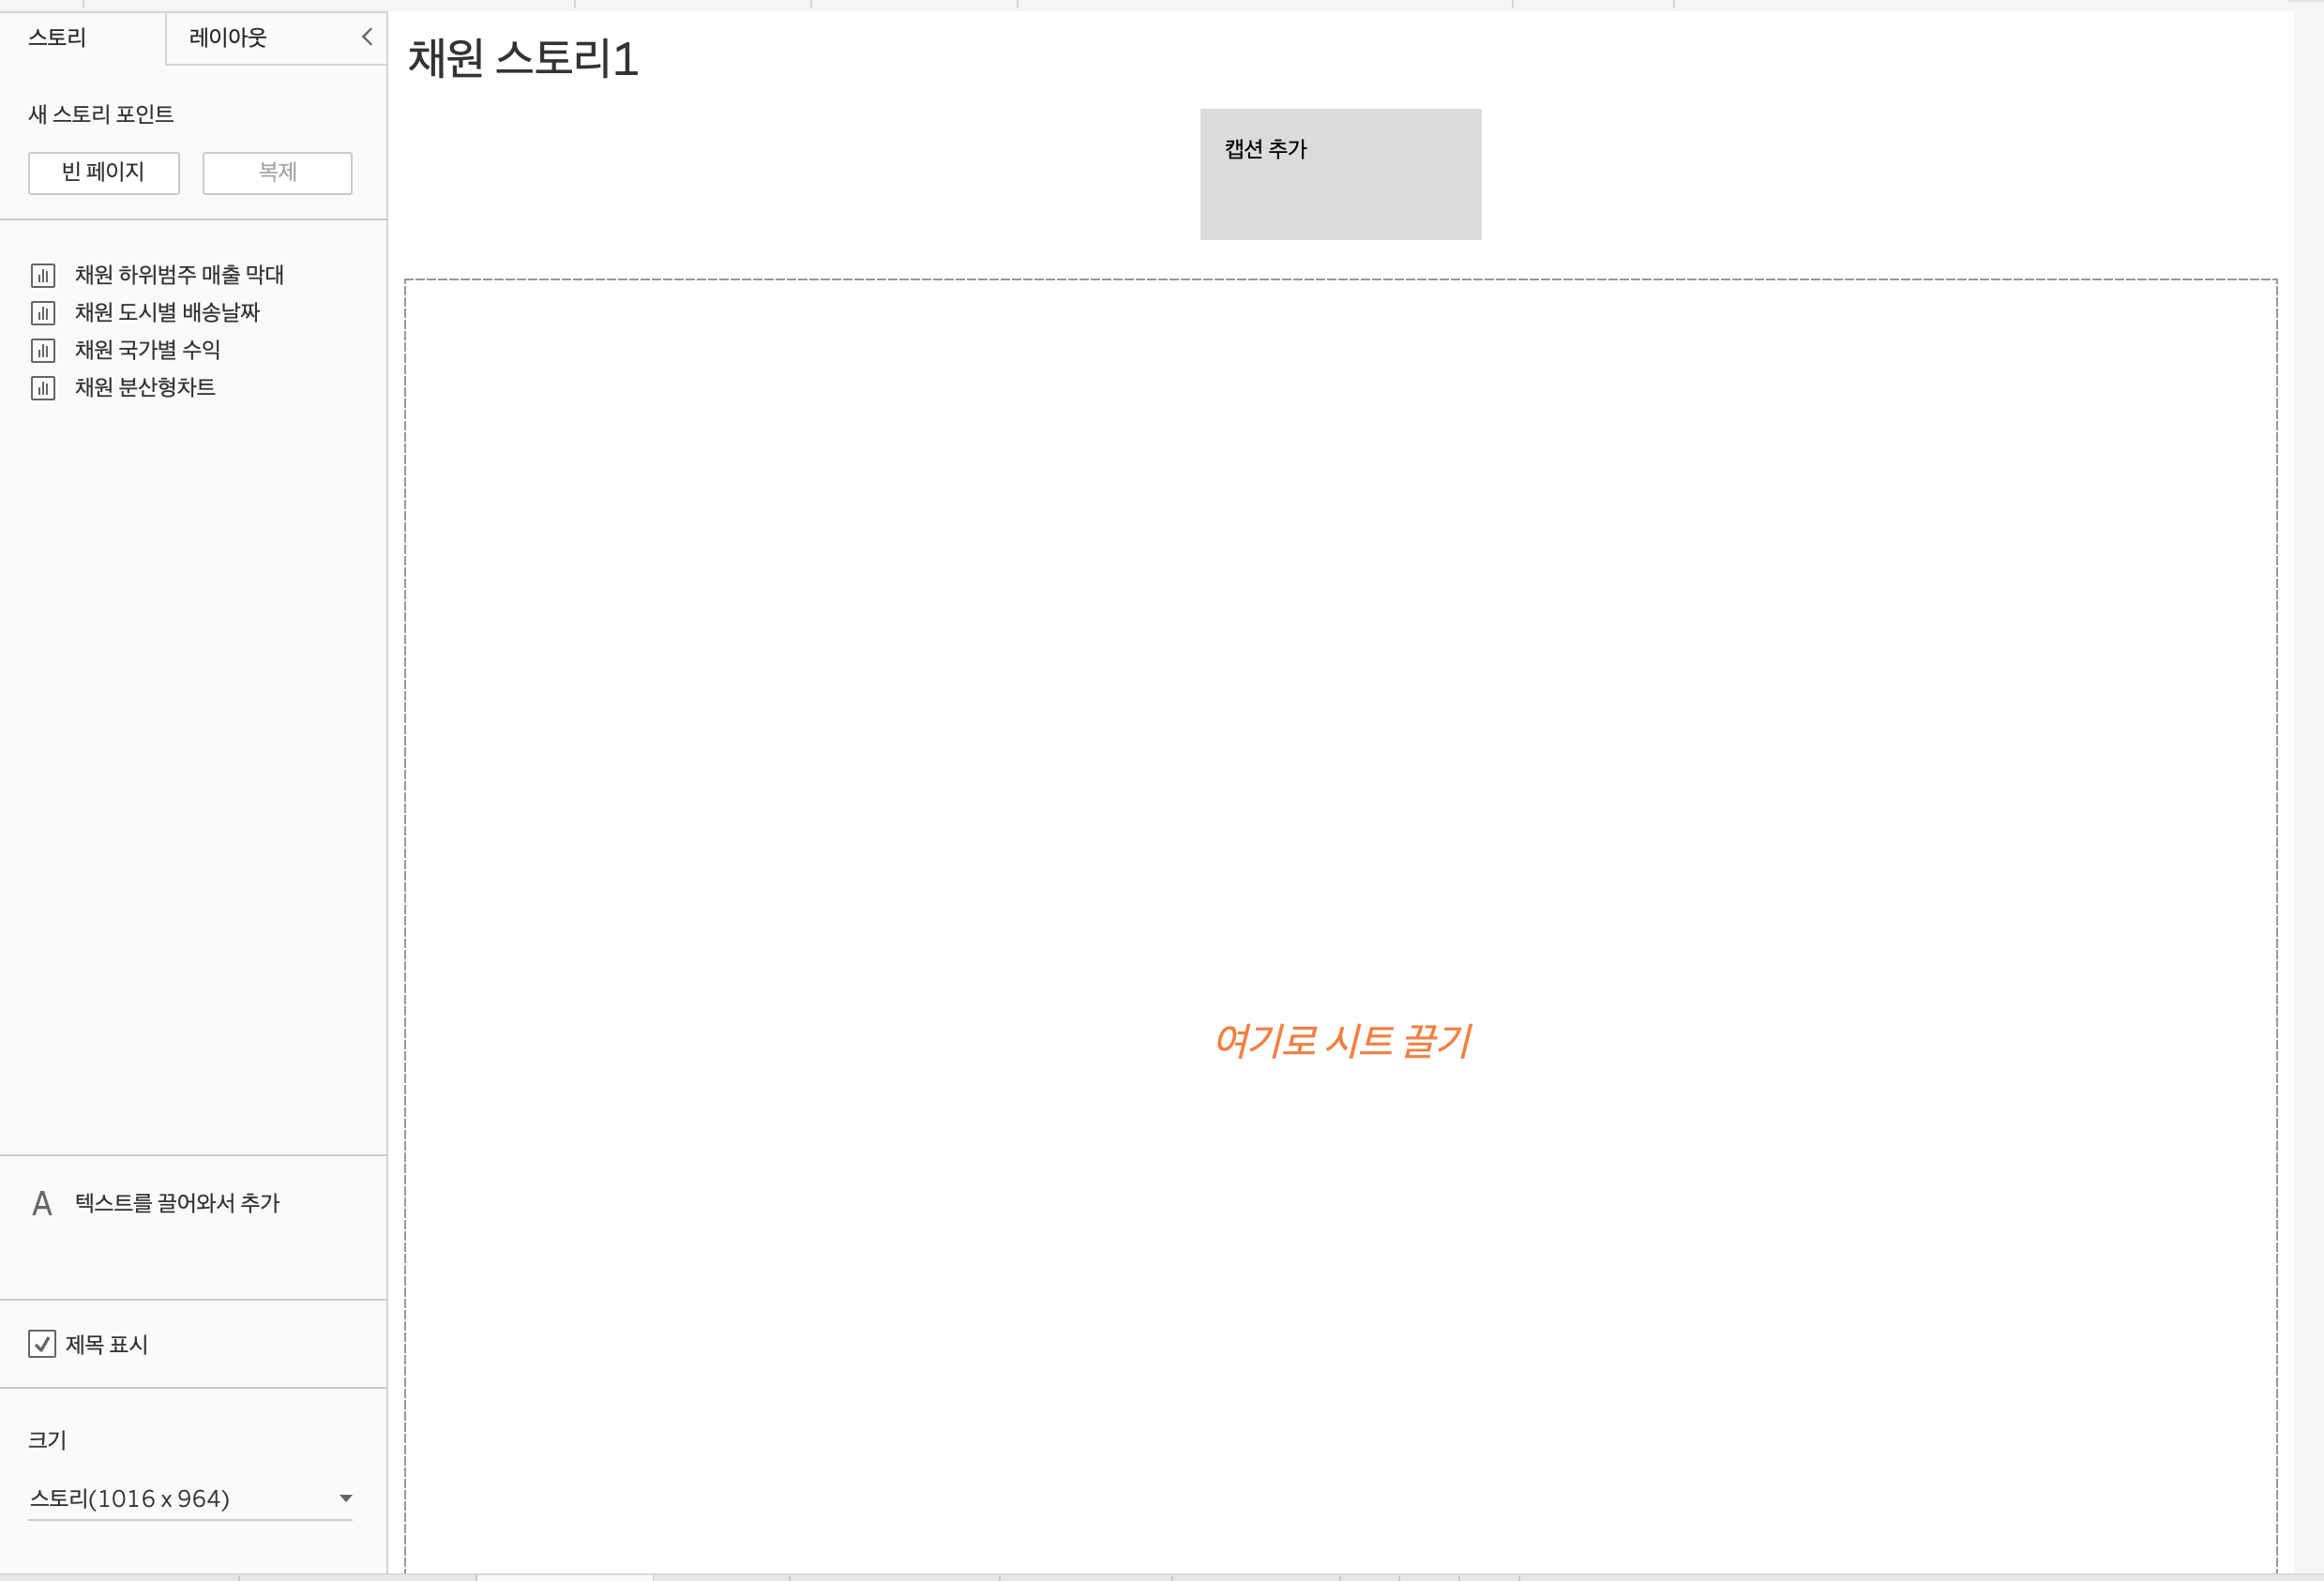 스토리
레이아웃
새 스토리 포인트
빈 페이지
복제
채원 하위범주 매출 막대
채원 도시별 배송날짜
채원 국가별 수익
채원 분산형차트
A 텍스트를 끌어와서 추가
제목 표시
크기
스토리(1016 x 964)
채원 스토리1
캡션 추가
여기로 시트 끌기